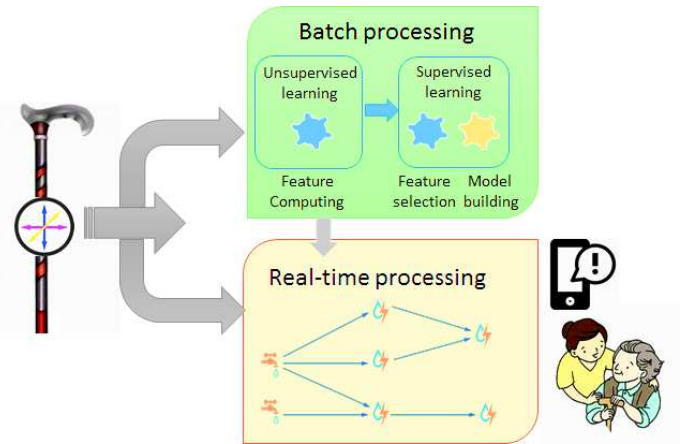 Batch processing
Unsupervised
learning
Supervised
learning
Feature
Computing
Feature
selection
Model
building
Real-time processing
!